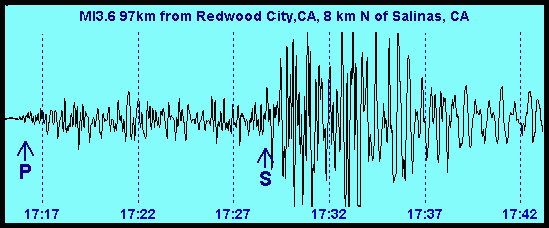 Ml3.6 97km from Redwood City,CA, 8 km N of Salinas, CA
P
S
17:17 17:22 17:27 17:32 17:37 17:42